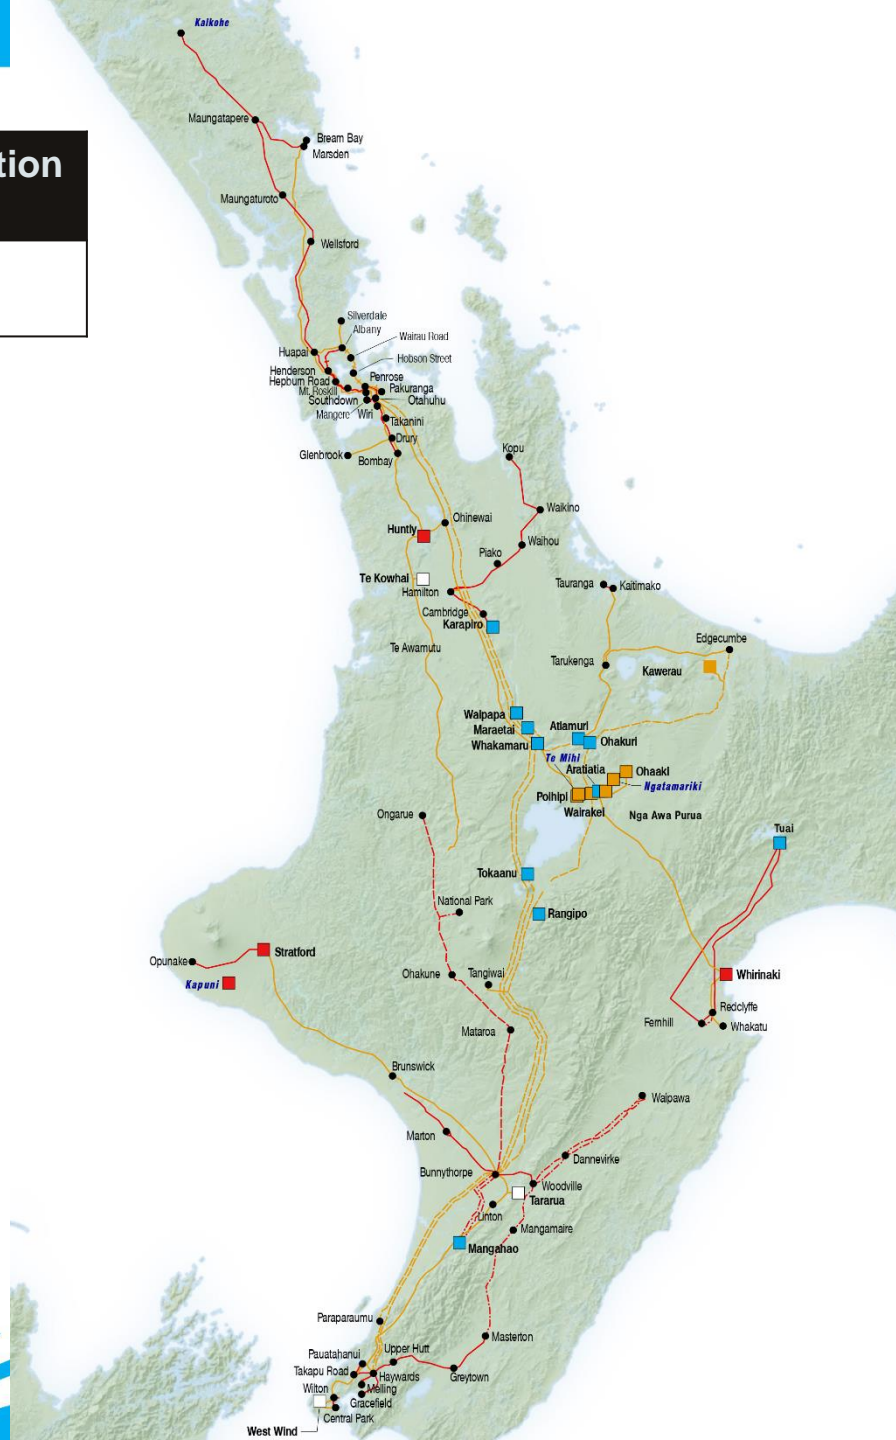 Kaikohe
Maungatapere
Bream Bay
Marsden
tion
Maungaturoto
Wellsford
Silverdale
Albany
Wairau Road
Huapai
Hobson Street
Henderson
Hepburn Road
Penrose
Mt. Roskill
Pakuranga
Southdown
Otahuhu
Mangere
Wiri
Takanini
Drury
Glenbrook
Bombay
Kopu
Waikino
Ohinewai
Huntly
Waihou
Piako
Te Kowhai
Hamilton
Tauranga
Kaitimako
Cambridge
Karapiro
Edgecumbe
Te Awamutu
Tarukenga
Kawerau
Waipapa
Maraetai
Atiamuri
Whakamaru
Ohakuri
Te Mihi
Aratiatia
Ohaaki
Ngatamariki
Poihipi
Wairakei
Nga Awa Purua
Ongarue
Tuai
Tokaanu
National Park
Rangipo
Stratford
Opunake
Kapuni
Ohakune
Tangiwai
Whirinaki
Redclyffe
Fernhill
Whakatu
Mataroa
Brunswick
Waipawa
Marton
Dannevirke
Bunnythorpe
Woodville
Tararua
Linton
Mangamaire
Mangahao
Paraparaumu
Masterton
Pauatahanui
Upper Hutt
Takapu Road
Haywards
Greytown
Wilton
Melling
Gracefield
Central Park
West Wind